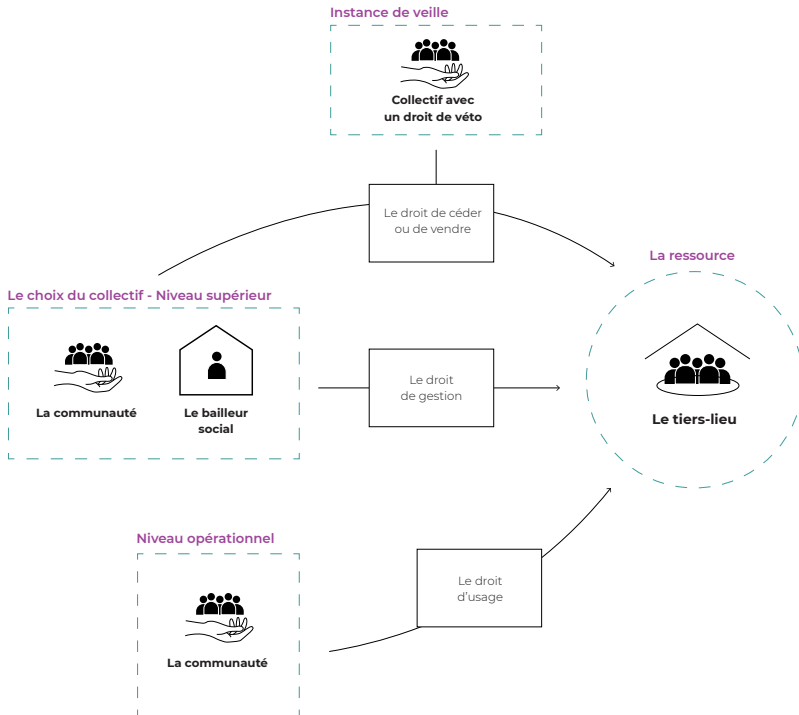 Instance de veille
Collectif avec
un droit de véto
Le droit de céder
ou de vendre
La ressource
Le choix du collectif - Niveau supérieur
La communauté
Le bailleur
social
Le droit
de gestion
Le tiers-lieu
Niveau opérationnel
La communauté
Le droit
d’usage